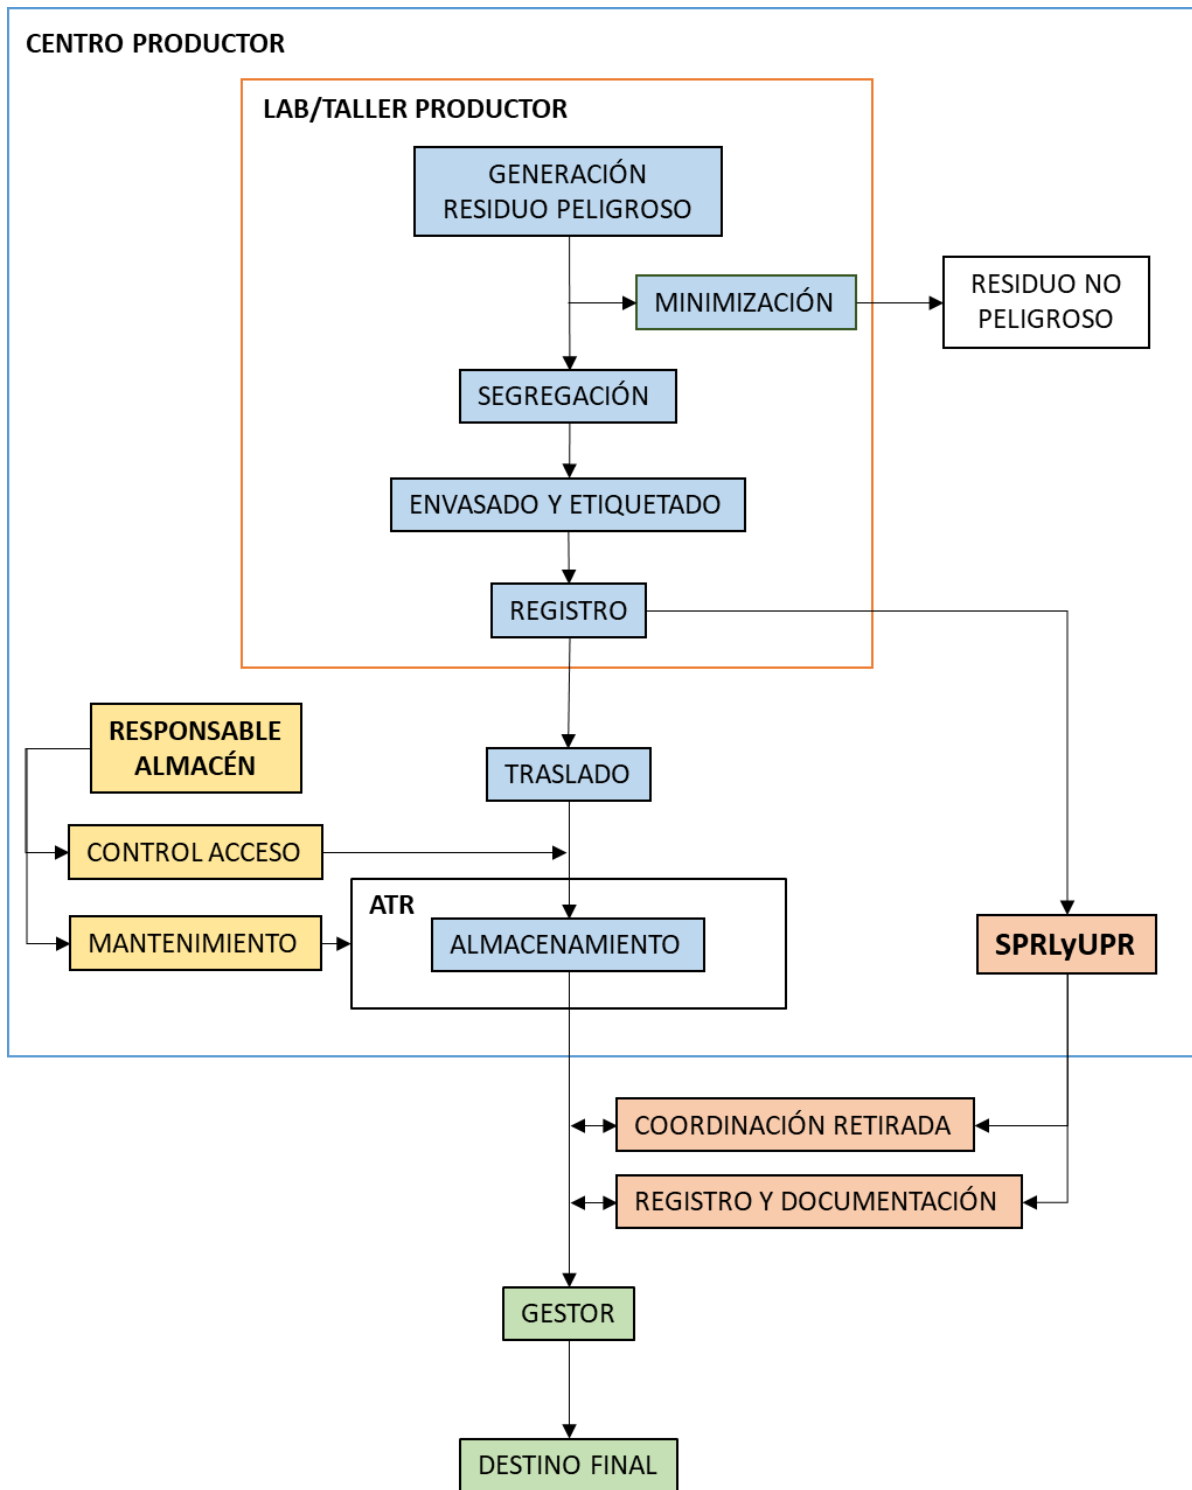 CENTRO PRODUCTOR
LAB/TALLER PRODUCTOR
GENERACIÓN
RESIDUO PELIGROSO
MINIMIZACIÓN
RESIDUO NO
PELIGROSO
SEGREGACIÓN
ENVASADO Y ETIQUETADO
REGISTRO
RESPONSABLE
ALMACÉN
TRASLADO
CONTROL ACCESO
ATR
MANTENIMIENTO
ALMACENAMIENTO
SPRLyUPR
COORDINACIÓN RETIRADA
REGISTRO Y DOCUMENTACIÓN
GESTOR
DESTINO FINAL